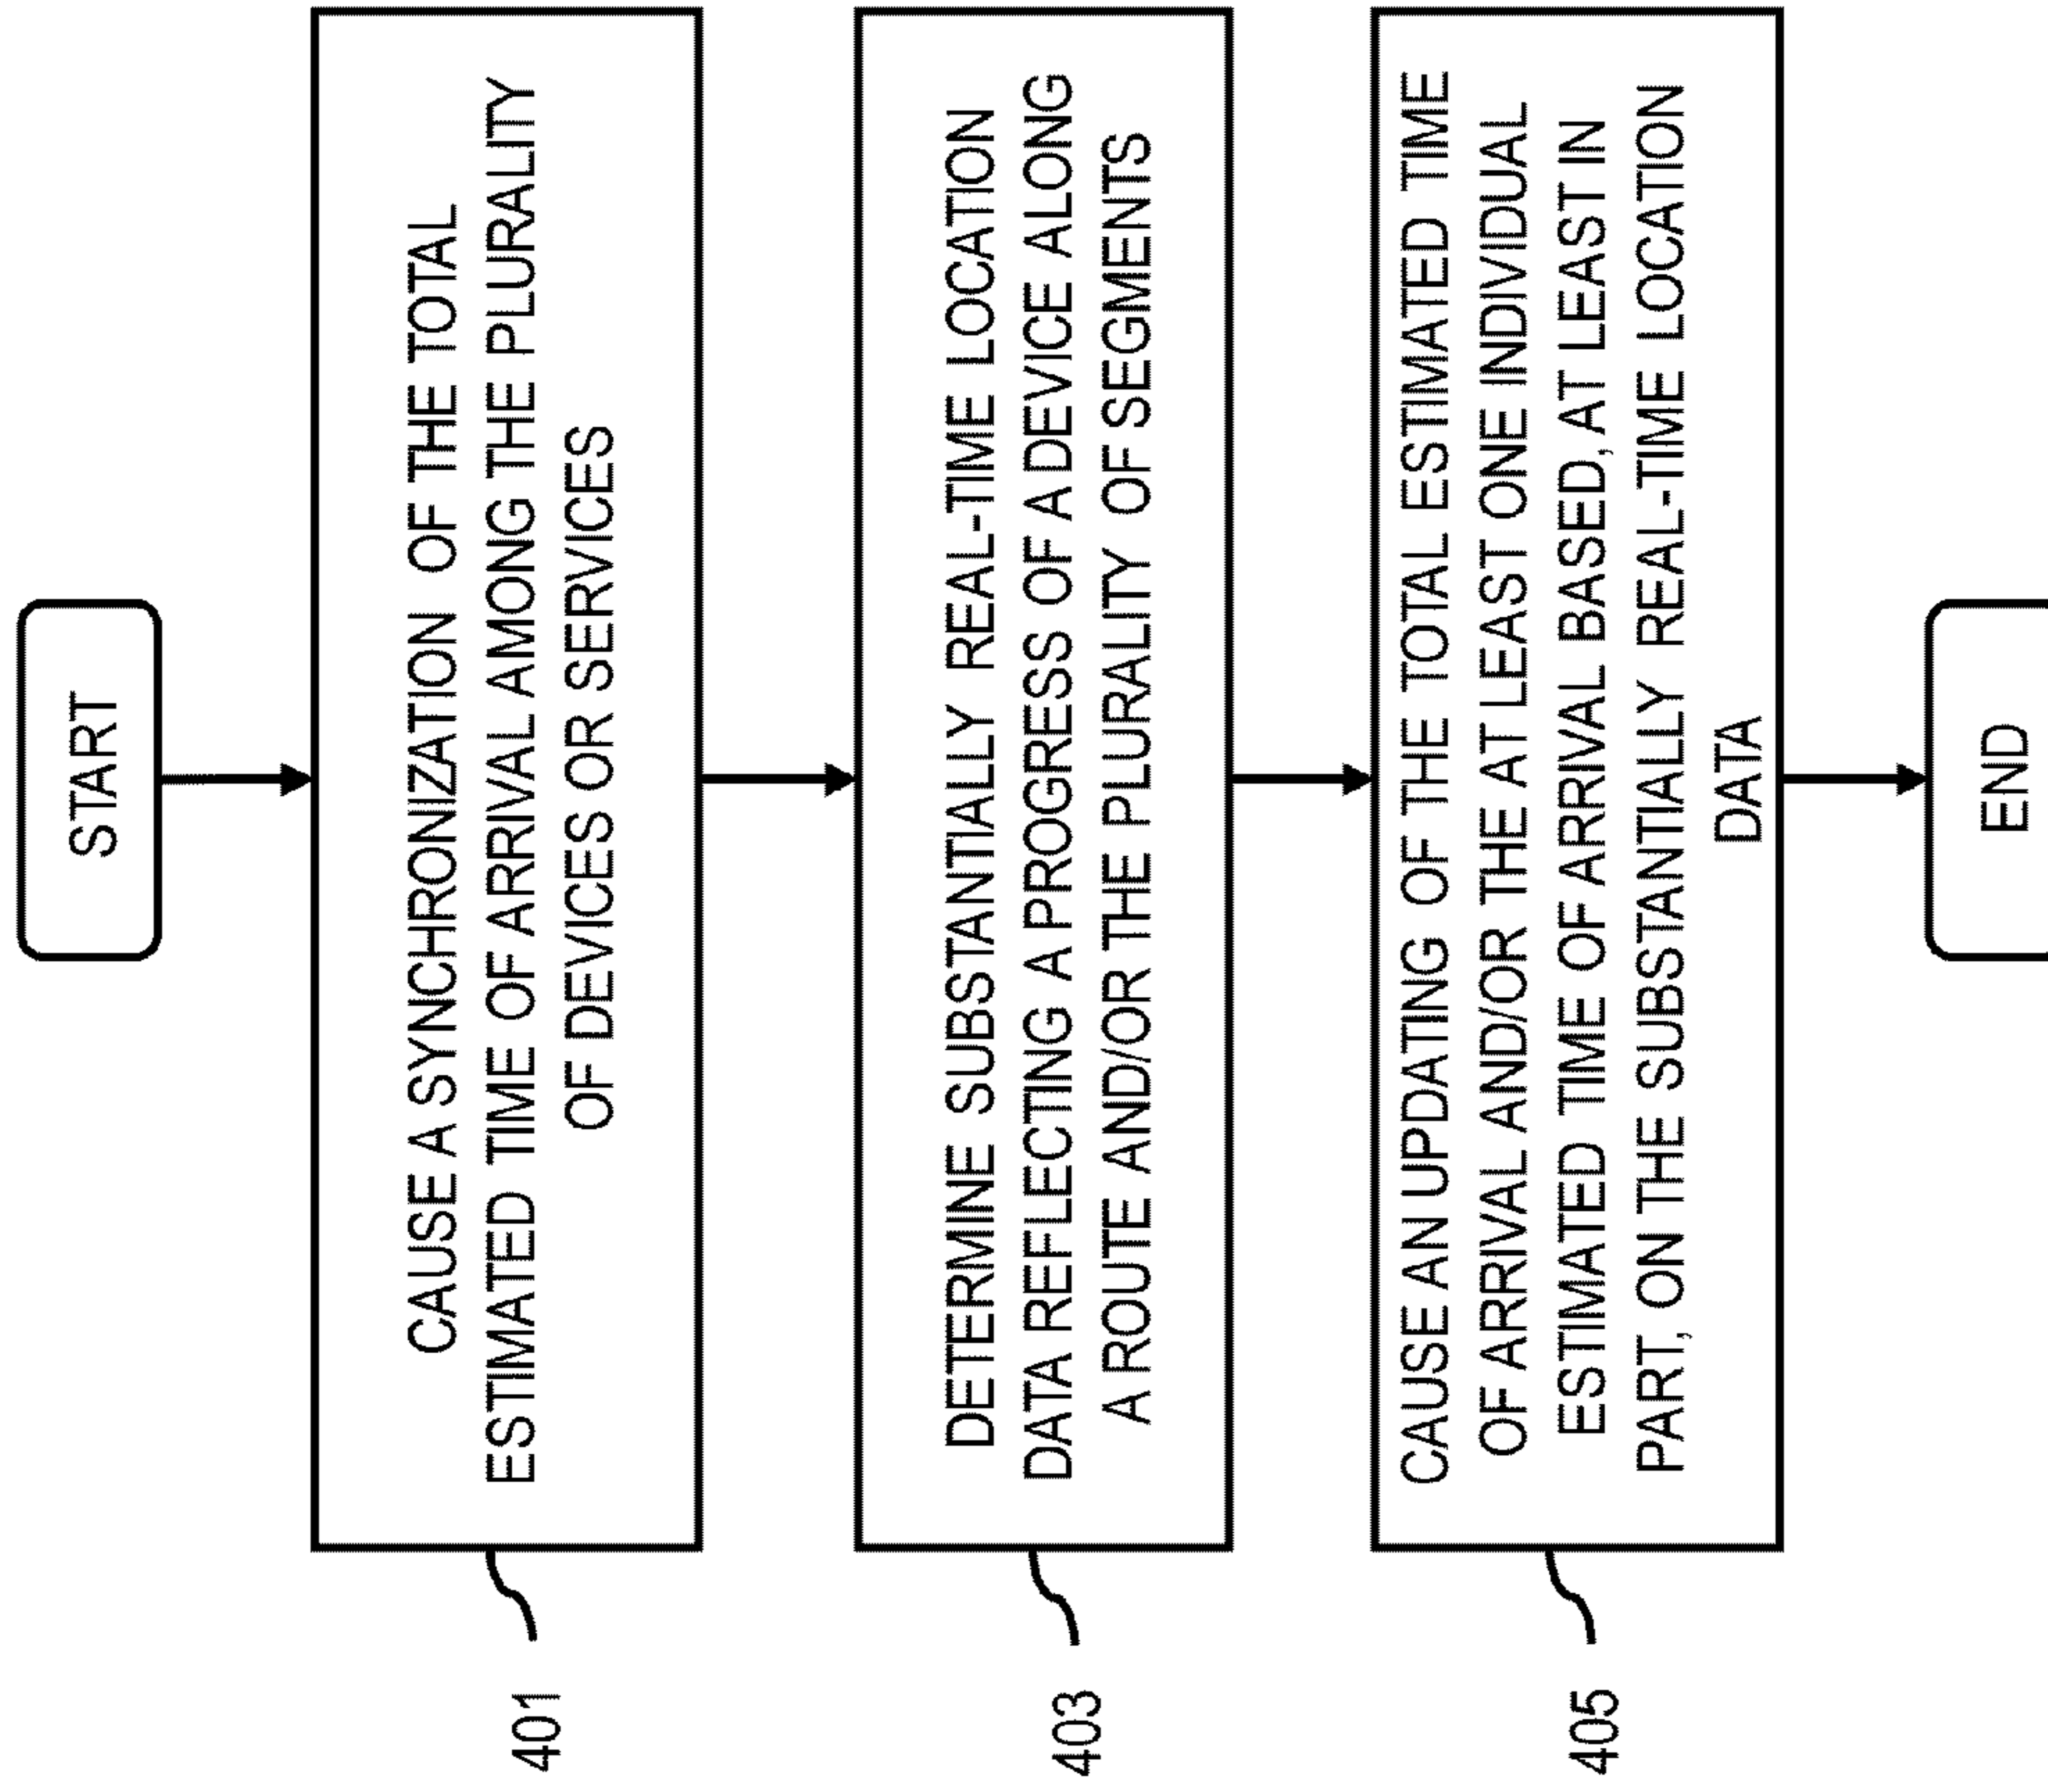 START
CAUSE A SYNCHRONIZATION OF THE TOTAL
ESTIMATED TIME OF ARRIVAL AMONG THE PLURALITY
OF DEVICES OR SERVICES
401
DETERMINE SUBSTANTIALLY REAL-TIME LOCATION
DATA REFLECTING A PROGRESS OF A DEVICE ALONG
A ROUTE AND/OR THE PLURALITY OF SEGMENTS
403
CAUSE AN UPDATING OF THE TOTAL ESTIMATED TIME
OF ARRIVAL AND/OR THE AT LEAST ONE INDIVIDUAL
ESTIMATED TIME OF ARRIVAL BASED, AT LEAST IN
PART, ON THE SUBSTANTIALLY REAL-TIME LOCATION
DATA
405
END